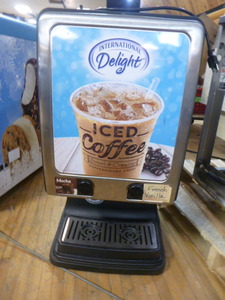 INTERNATIONAL
Delight
ICED
Coffee
Mocha
French
Vanilla